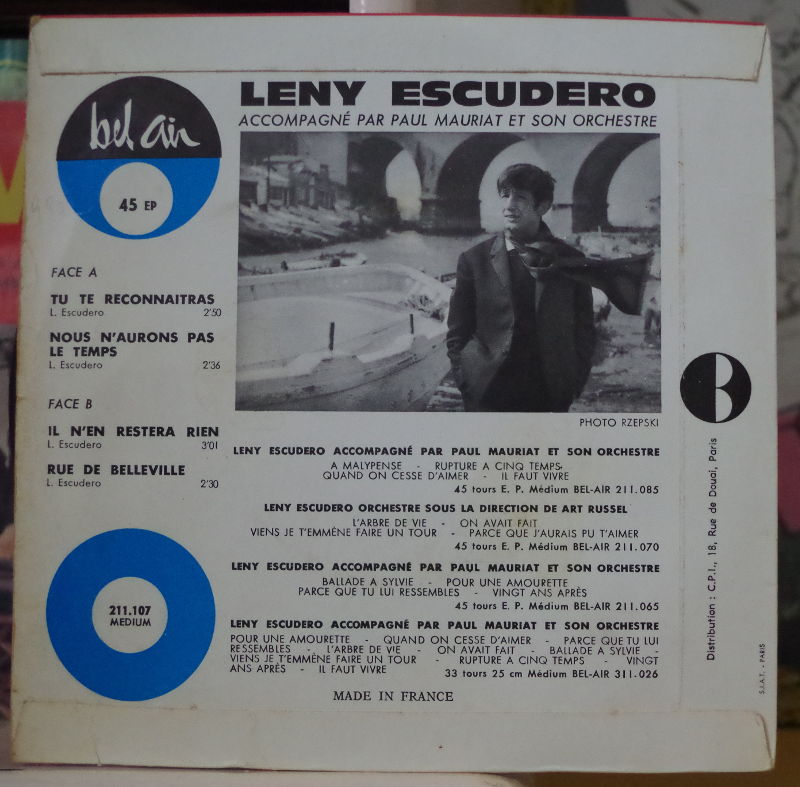 LENY ESCUDERO
ACCOMPAGNÉ PAR PAUL MAURIAT ET SON ORCHESTRE
bel air
45 EP
FACE A
TU TE RECONNAITRAS
L. Escudero 2'50
NOUS N'AURONS PAS
LE TEMPS
L. Escudero 2'36
FACE B
IL N'EN RESTERA RIEN
L. Escudero 3'01
RUE DE BELLEVILLE
L. Escudero 2'30
211.107
MEDIUM
PHOTO RZEPSKI
LENY ESCUDERO ACCOMPAGNÉ PAR PAUL MAURIAT ET SON ORCHESTRE
A MALYPENSE - RUPTURE A CINQ TEMPS-
QUAND ON CESSE D'AIMER - IL FAUT VIVRE
45 tours E. P. Médium BEL-AIR 211.085
LENY ESCUDERO ORCHESTRE SOUS LA DIRECTION DE ART RUSSEL
L'ARBRE DE VIE - ON AVAIT FAIT
VIENS JE T'EMMÈNE FAIRE UN TOUR - PARCE QUE J'AURAIS PU T'AIMER
45 tours E. P. Médium BEL-AIR 211.070
LENY ESCUDERO ACCOMPAGNÉ PAR PAUL MAURIAT ET SON ORCHESTRE
BALLADE A SYLVIE - POUR UNE AMOURETTE
PARCE QUE TU LUI RESSEMBLES - VINGT ANS APRÈS
45 tours E. P. Médium BEL-AIR 211.065
LENY ESCUDERO ACCOMPAGNÉ PAR PAUL MAURIAT ET SON ORCHESTRE
POUR UNE AMOURETTE - QUAND ON CESSE D'AIMER - PARCE QUE TU LUI
RESSEMBLES - L'ARBRE DE VIE - ON AVAIT FAIT - BALLADE A SYLVIE -
VIENS JE T'EMMÈNE FAIRE UN TOUR - RUPTURE A CINQ TEMPS - VINGT
ANS APRÈS - IL FAUT VIVRE 33 tours 25 cm Médium BEL-AIR 311.026
MADE IN FRANCE
B
Distribution : C.P.I., 18, Rue de Douai, Paris
S.I.A.T. - PARIS